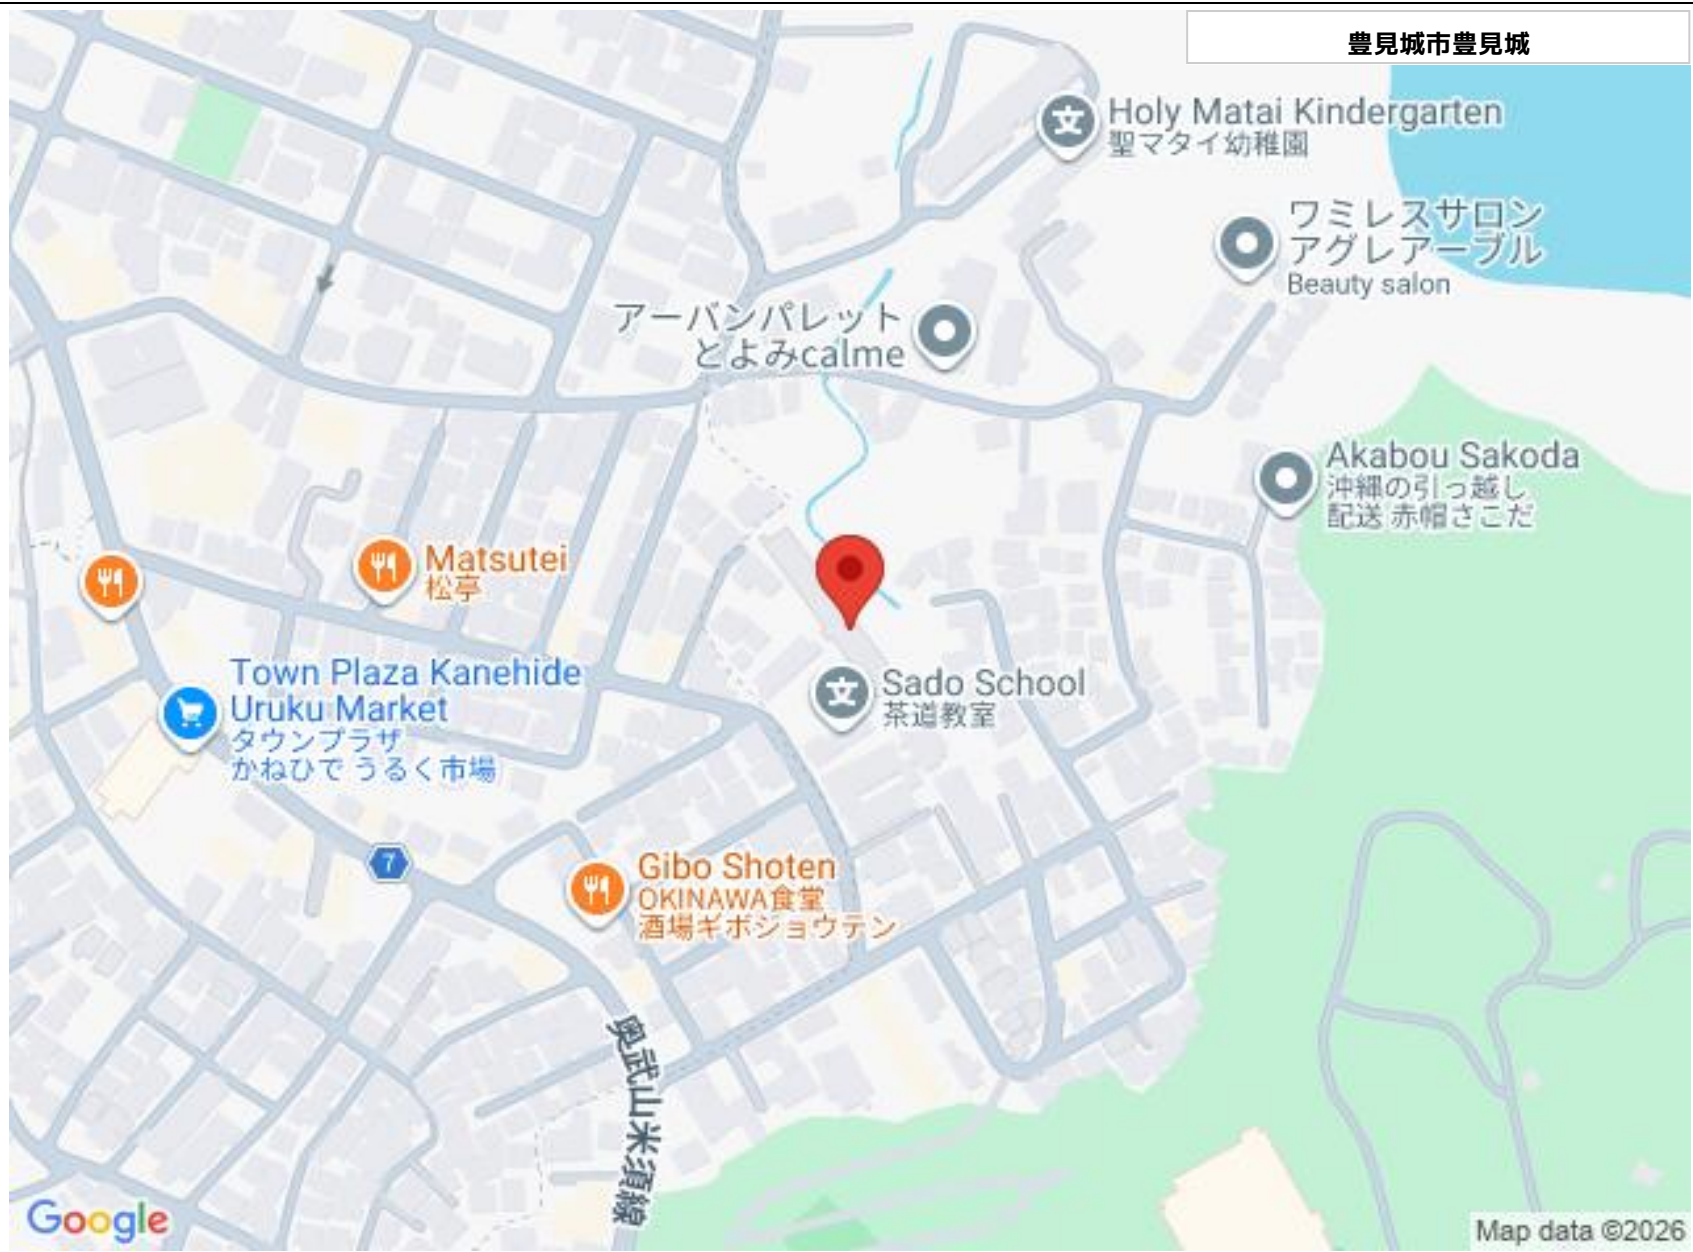 豊見城市豊見城
Holy Matai Kindergarten
聖マタイ幼稚園
ワミレスサロン
アグレアーブル
Beauty salon
アーバンパレット
とよみcalme
Akabou Sakoda
沖縄の引っ越し
配送 赤帽さこだ
Matsutei
松亭
Town Plaza Kanehide
Uruku Market
タウンプラザ
かねひで うるく市場
Sado School
茶道教室
7
Gibo Shoten
OKINAWA食堂
酒場ギボジョウテン
奥武山米須線
Google
Map data ©2026